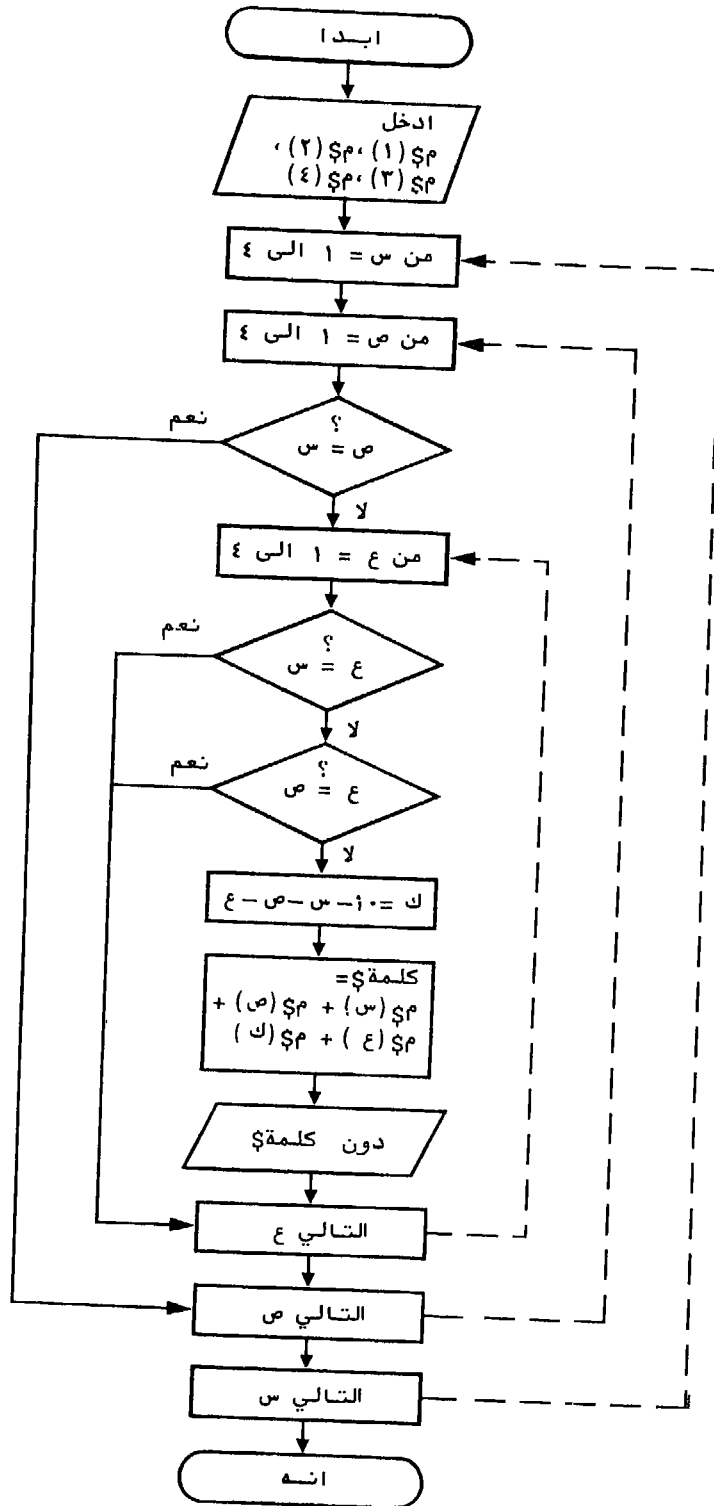 ابدا
ادخل
م$(١)،م$(٢)،
م$(٣)،م$(٤)
من س = ١ الى ٤
من ص = ١ الى ٤
نعم
؟
ص = س
لا
من ع = ١ الى ٤
نعم
؟
ع = س
لا
نعم
؟
ع = ص
لا
ك =١٠-س-ص-ع
كلمة$=
م$(س) + م$(ص) +
م$(ع) + م$(ك)
دون كلمة$
التالي ع
التالي ص
التالي س
انه